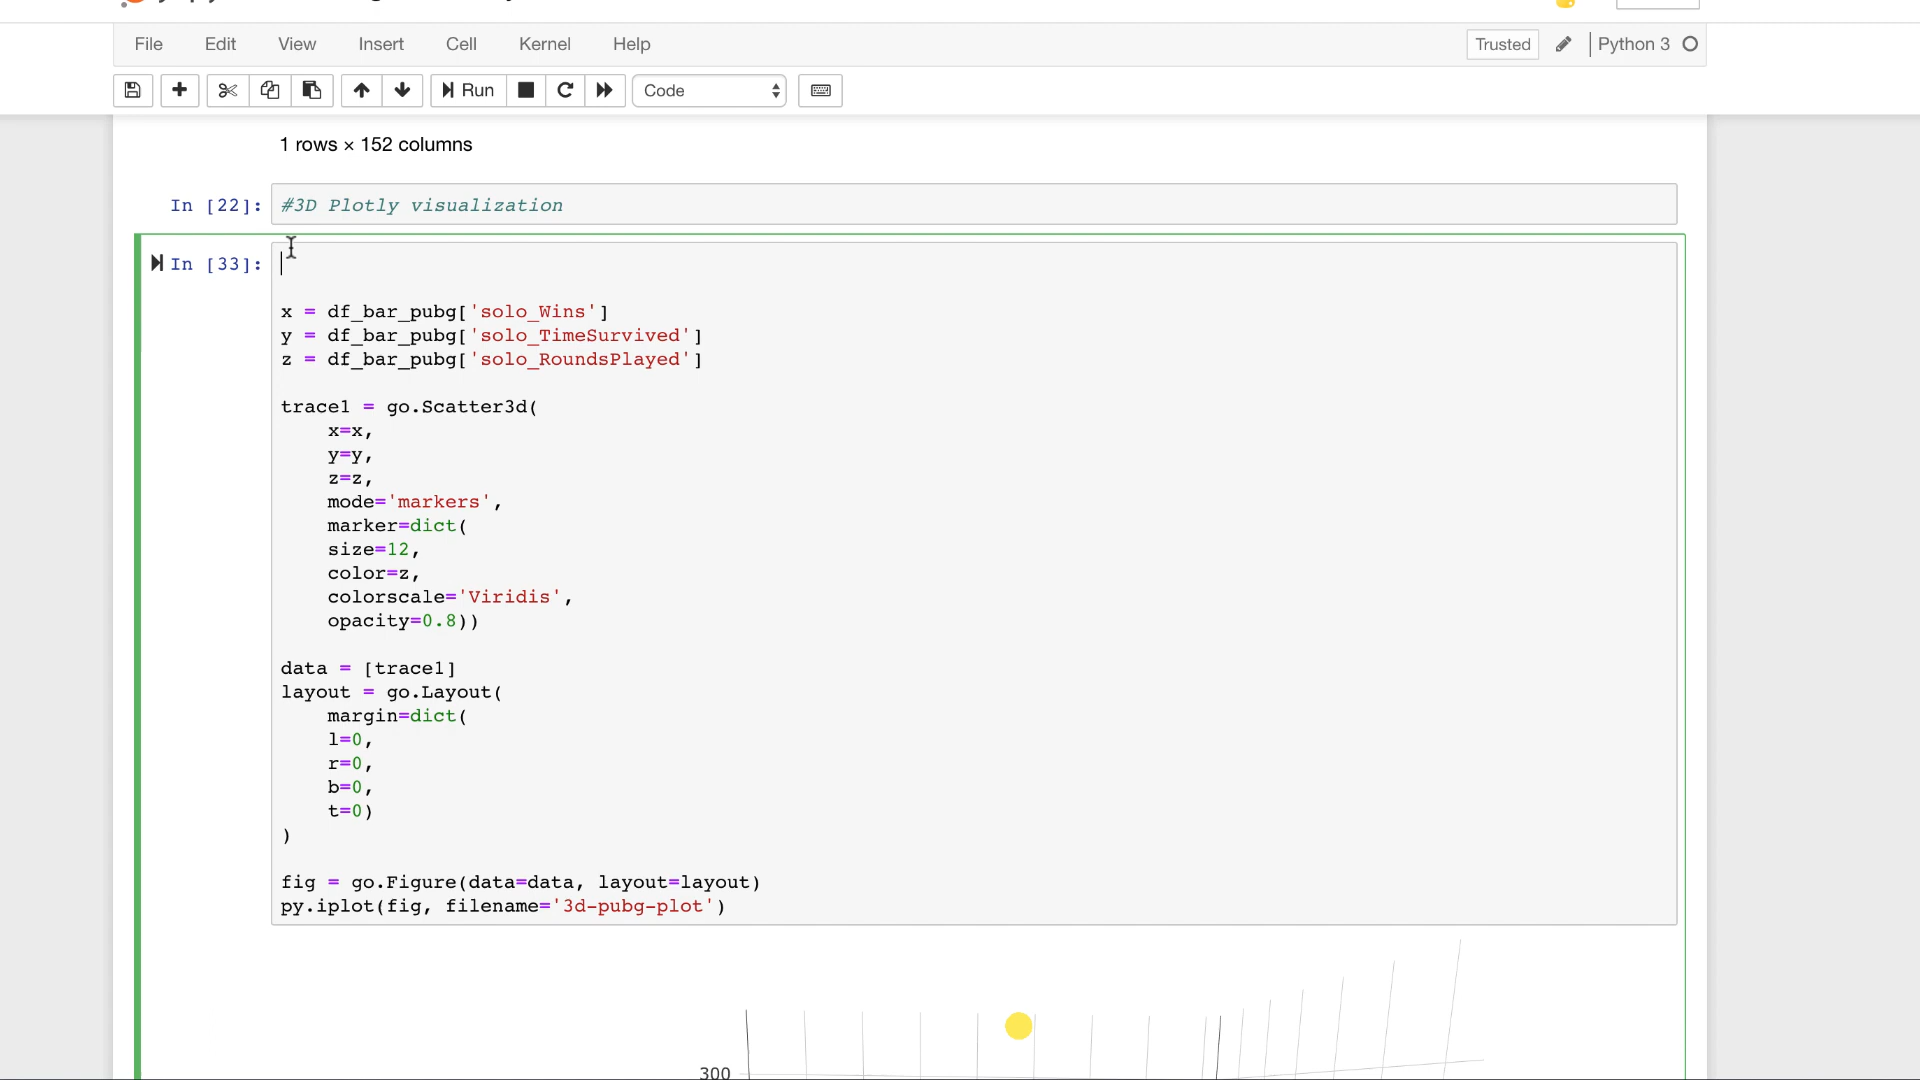 File Edit View Insert Cell Kernel Help Trusted Python 3
Run Code
1 rows × 152 columns
In [22]: #3D Plotly visualization
In [33]:
x = df_bar_pubg['solo_Wins']
y = df_bar_pubg['solo_TimeSurvived']
z = df_bar_pubg['solo_RoundsPlayed']
trace1 = go.Scatter3d(
x=x,
y=y,
z=z,
mode='markers',
marker=dict(
size=12,
color=z,
colorscale='Viridis',
opacity=0.8))
data = [trace1]
layout = go.Layout(
margin=dict(
l=0,
r=0,
b=0,
t=0)
)
fig = go.Figure(data=data, layout=layout)
py.iplot(fig, filename='3d-pubg-plot')
300